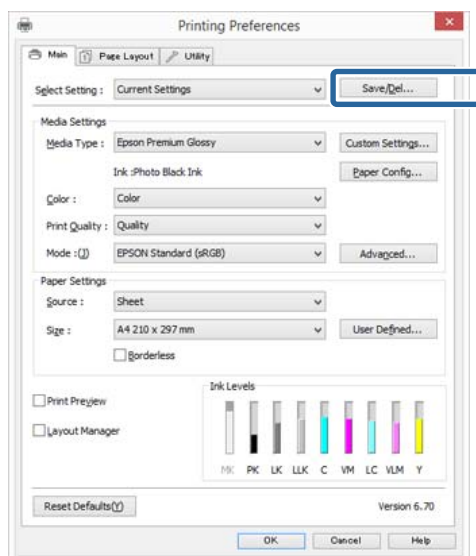 Printing Preferences
Main Page Layout Utility
Select Setting : Current Settings Save/Del...
Media Settings
Media Type : Epson Premium Glossy Custom Settings...
Ink :Photo Black Ink Paper Config...
Color : Color
Print Quality : Quality
Mode :(J) EPSON Standard (sRGB) Advanced...
Paper Settings
Source : Sheet
Size : A4 210 x 297 mm User Defined...
Borderless
Ink Levels
Print Preview
Layout Manager
MK PK LK LLK C VM LC VLM Y
Reset Defaults(Y) Version 6.70
OK Cancel Help